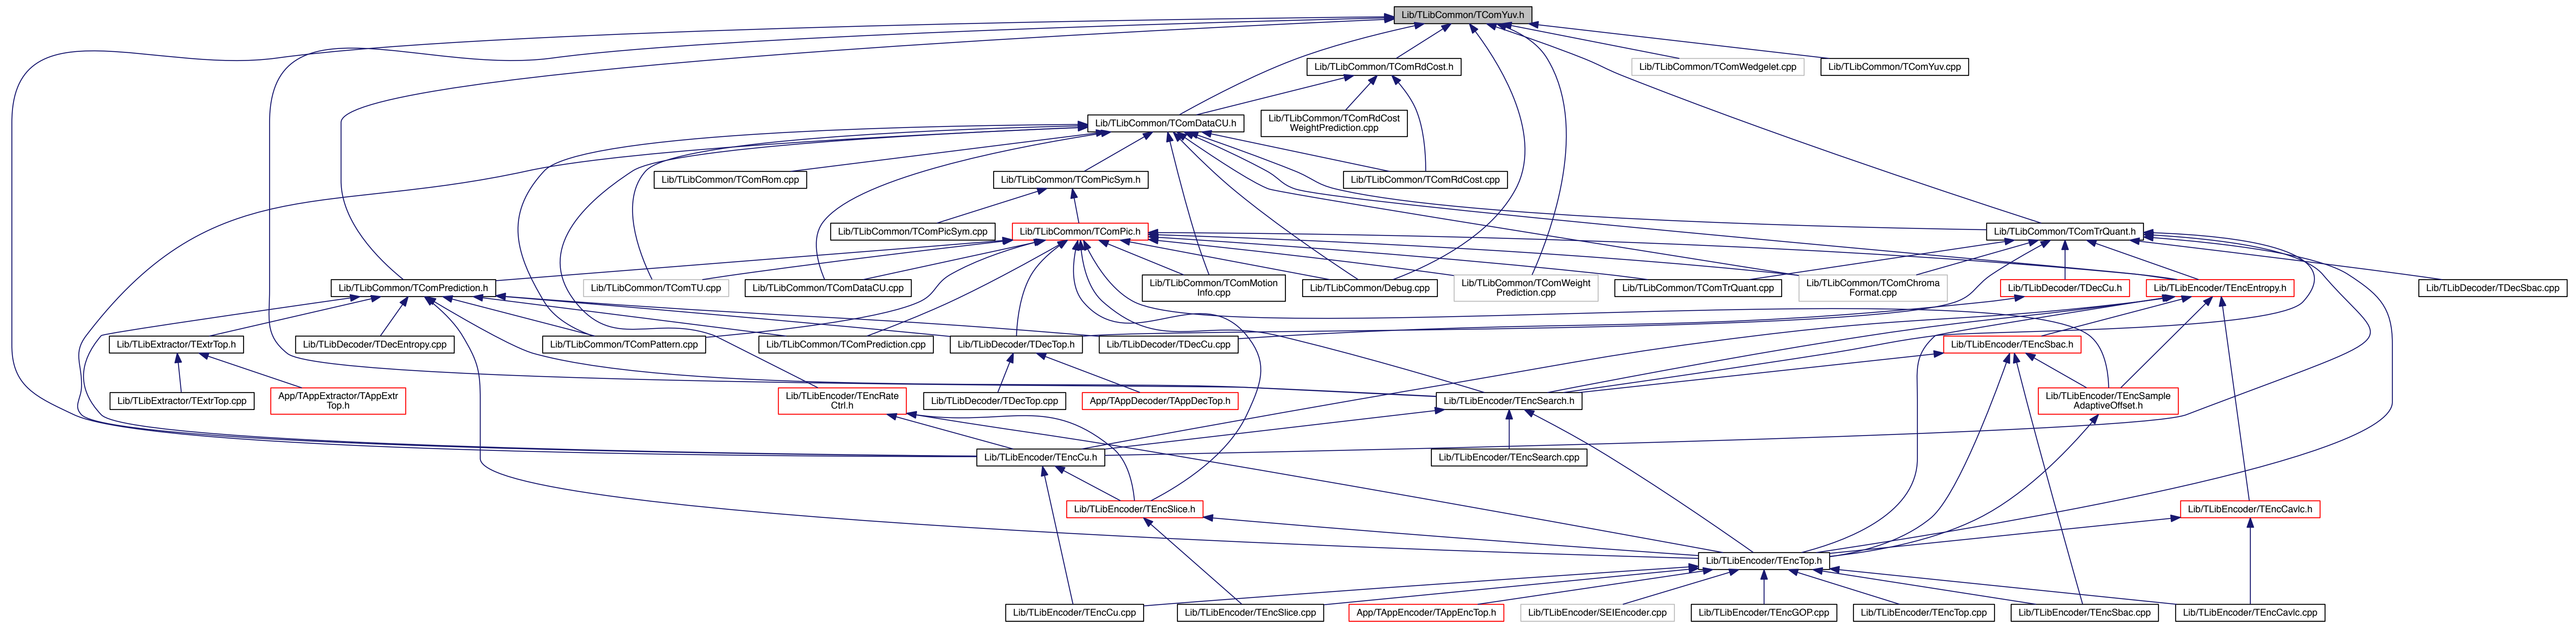 Lib/TLibCommon/TComYuv.h
Lib/TLibCommon/TComRdCost.h
Lib/TLibCommon/TComWedgelet.cpp
Lib/TLibCommon/TComYuv.cpp
Lib/TLibCommon/TComDataCU.h
Lib/TLibCommon/TComRdCost
WeightPrediction.cpp
Lib/TLibCommon/TComRom.cpp
Lib/TLibCommon/TComPicSym.h
Lib/TLibCommon/TComRdCost.cpp
Lib/TLibCommon/TComPicSym.cpp
Lib/TLibCommon/TComPic.h
Lib/TLibCommon/TComTrQuant.h
Lib/TLibCommon/TComPrediction.h
Lib/TLibCommon/TComTU.cpp
Lib/TLibCommon/TComDataCU.cpp
Lib/TLibCommon/TComMotion
Info.cpp
Lib/TLibCommon/Debug.cpp
Lib/TLibCommon/TComWeight
Prediction.cpp
Lib/TLibCommon/TComTrQuant.cpp
Lib/TLibCommon/TComChroma
Format.cpp
Lib/TLibDecoder/TDecCu.h
Lib/TLibEncoder/TEncEntropy.h
Lib/TLibDecoder/TDecSbac.cpp
Lib/TLibExtractor/TExtrTop.h
Lib/TLibDecoder/TDecEntropy.cpp
Lib/TLibCommon/TComPattern.cpp
Lib/TLibCommon/TComPrediction.cpp
Lib/TLibDecoder/TDecTop.h
Lib/TLibDecoder/TDecCu.cpp
Lib/TLibEncoder/TEncSbac.h
Lib/TLibExtractor/TExtrTop.cpp
App/TAppExtractor/TAppExtr
Top.h
Lib/TLibEncoder/TEncRate
Ctrl.h
Lib/TLibDecoder/TDecTop.cpp
App/TAppDecoder/TAppDecTop.h
Lib/TLibEncoder/TEncSearch.h
Lib/TLibEncoder/TEncSample
AdaptiveOffset.h
Lib/TLibEncoder/TEncCu.h
Lib/TLibEncoder/TEncSearch.cpp
Lib/TLibEncoder/TEncSlice.h
Lib/TLibEncoder/TEncCavlc.h
Lib/TLibEncoder/TEncTop.h
Lib/TLibEncoder/TEncCu.cpp
Lib/TLibEncoder/TEncSlice.cpp
App/TAppEncoder/TAppEncTop.h
Lib/TLibEncoder/SEIEncoder.cpp
Lib/TLibEncoder/TEncGOP.cpp
Lib/TLibEncoder/TEncTop.cpp
Lib/TLibEncoder/TEncSbac.cpp
Lib/TLibEncoder/TEncCavlc.cpp